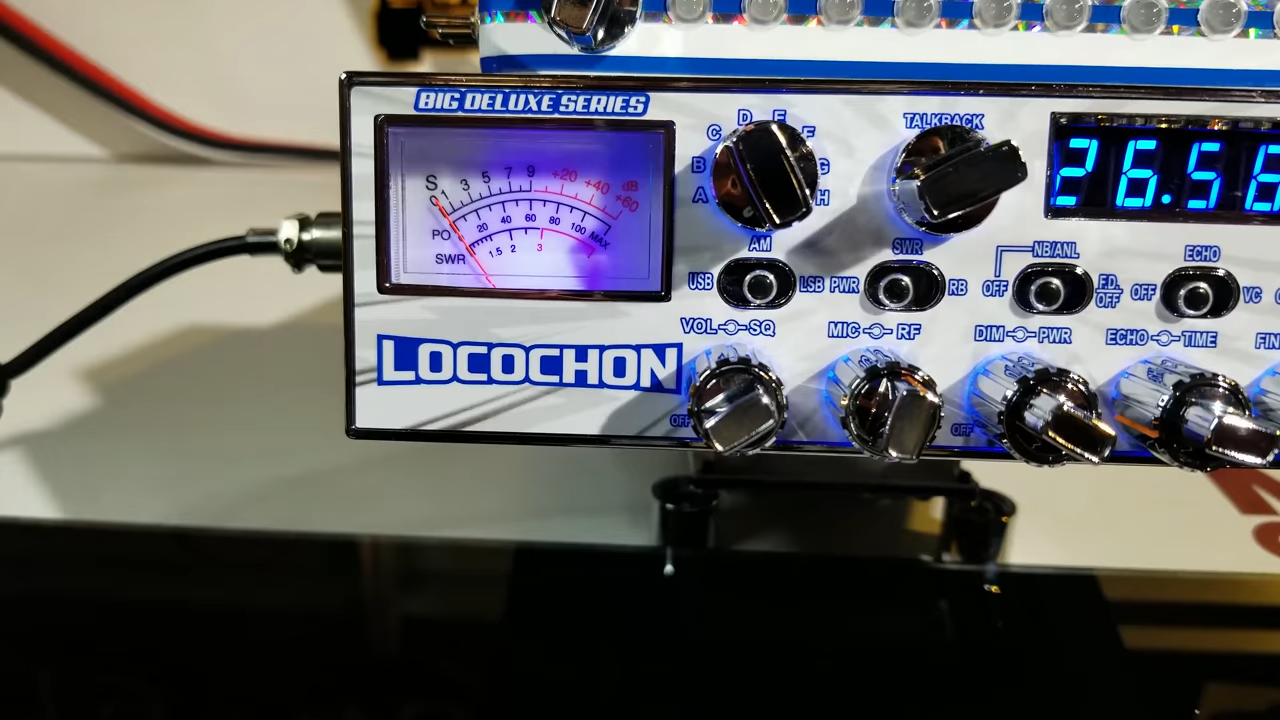 BIG DELUXE SERIES
S 1 3 5 7 9 +20 +40 +60 dB
PO 20 40 60 80 100 MAX
SWR 1.5 2 3
A B C D E F G H
TALKBACK
26.56
AM
USB LSB
SWR
PWR RB
NB/ANL
OFF F.D. OFF
ECHO
OFF VC
VOL SQ
MIC RF
DIM PWR
ECHO TIME
FIN
LOCOCHON
OFF
OFF